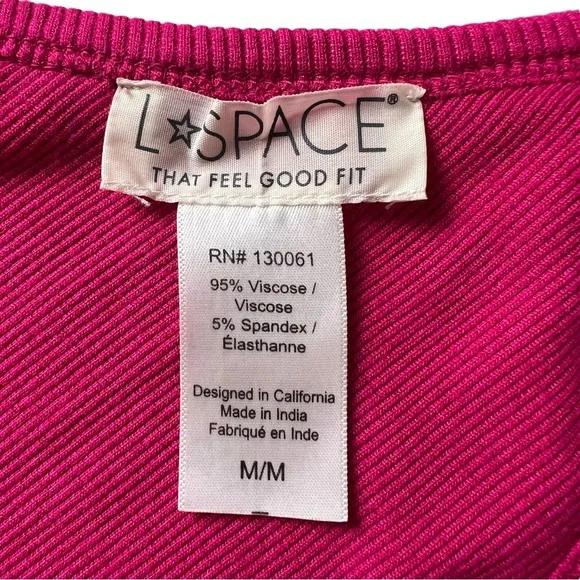 L☆SPACE®
THAT FEEL GOOD FIT
RN# 130061
95% Viscose /
Viscose
5% Spandex /
Élasthanne
Designed in California
Made in India
Fabriqué en Inde
M/M